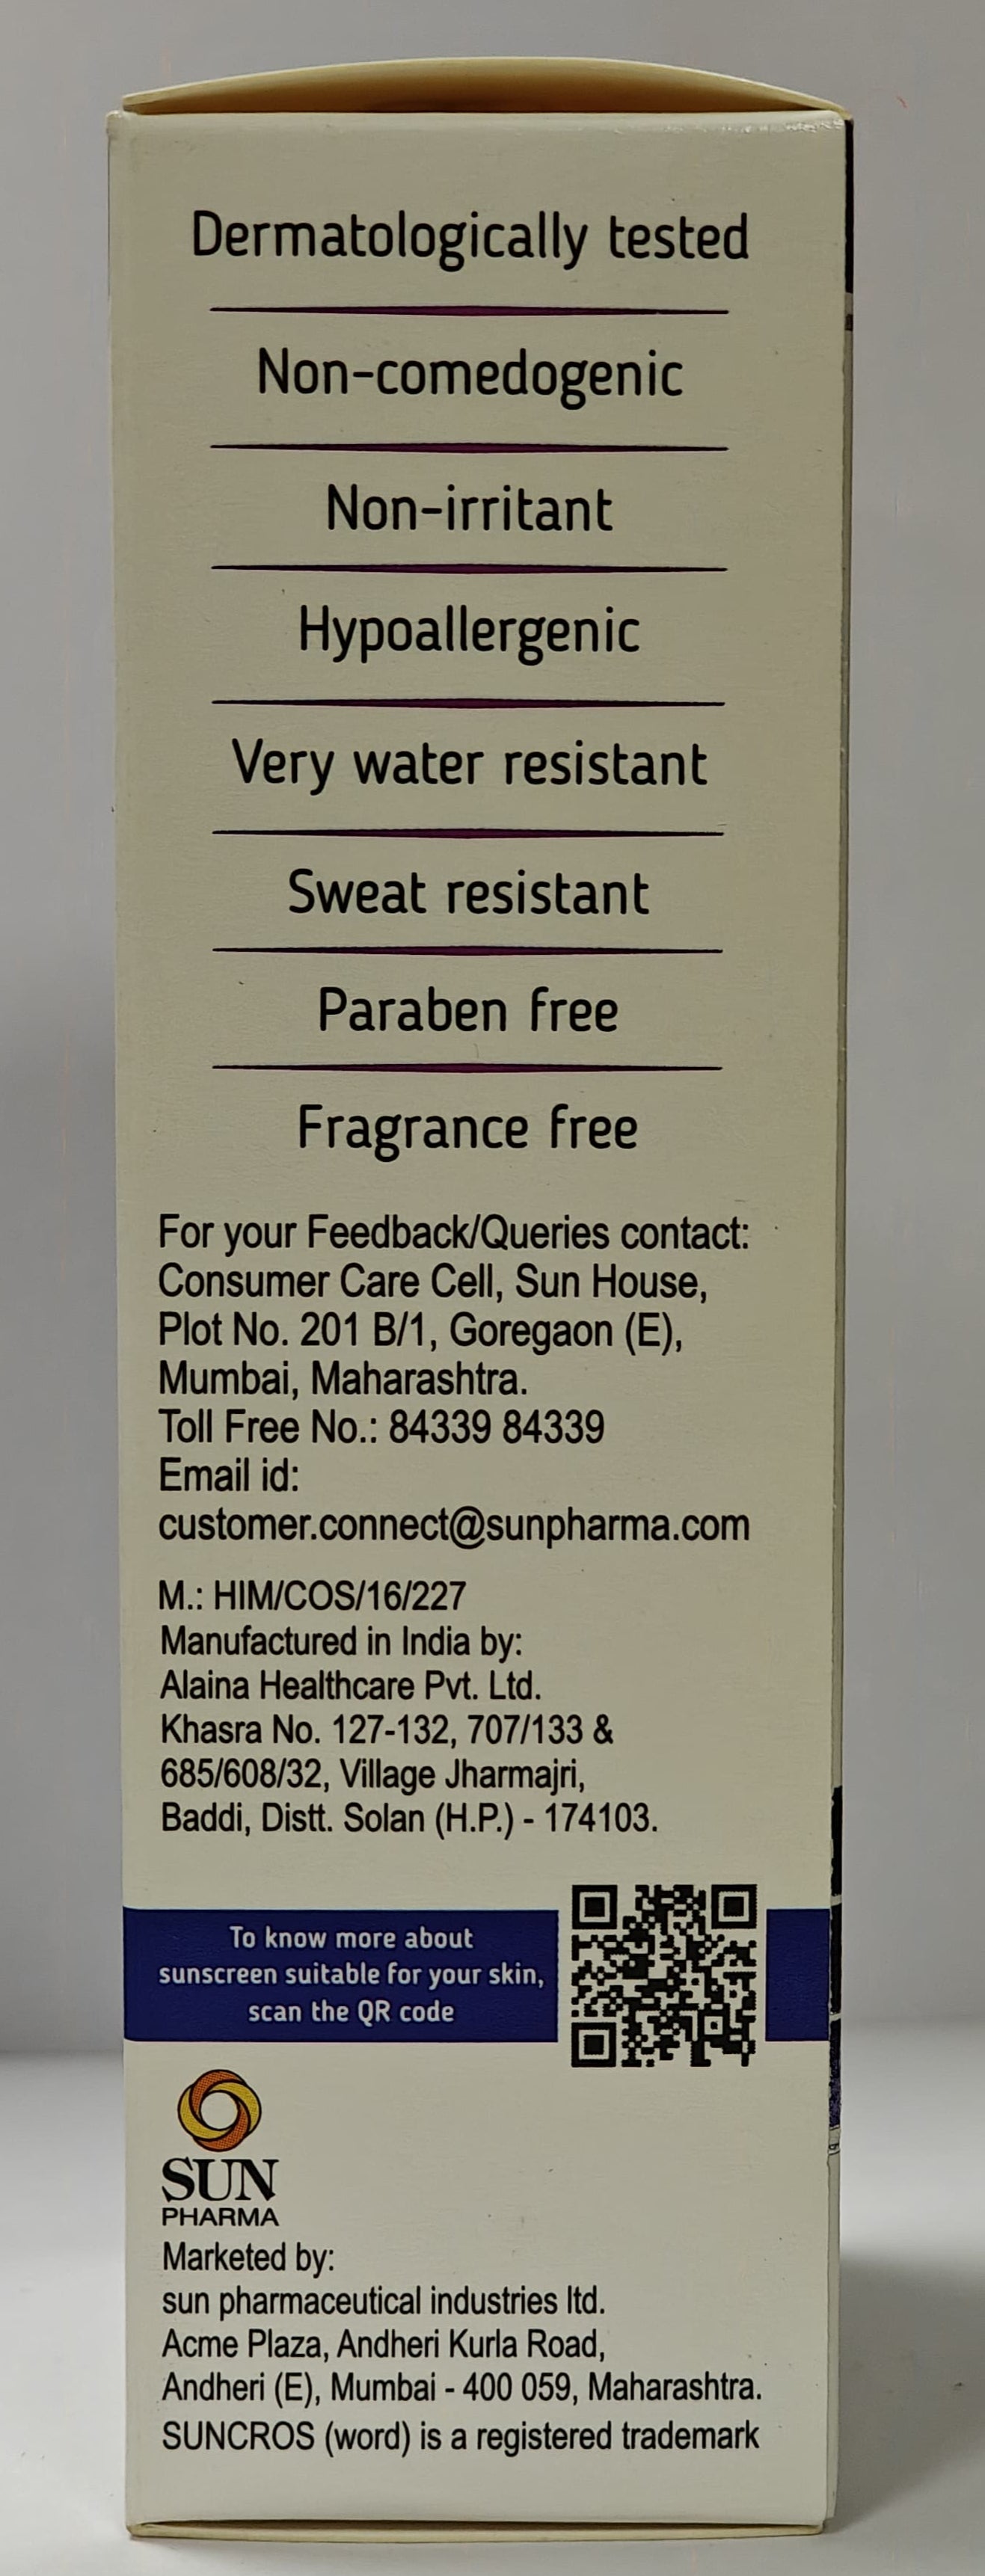 Dermatologically tested
Non-comedogenic
Non-irritant
Hypoallergenic
Very water resistant
Sweat resistant
Paraben free
Fragrance free
For your Feedback/Queries contact:
Consumer Care Cell, Sun House,
Plot No. 201 B/1, Goregaon (E),
Mumbai, Maharashtra.
Toll Free No.: 84339 84339
Email id:
customer.connect@sunpharma.com
M.: HIM/COS/16/227
Manufactured in India by:
Alaina Healthcare Pvt. Ltd.
Khasra No. 127-132, 707/133 &
685/608/32, Village Jharmajri,
Baddi, Distt. Solan (H.P.) - 174103.
To know more about
sunscreen suitable for your skin,
scan the QR code
SUN
PHARMA
Marketed by:
sun pharmaceutical industries ltd.
Acme Plaza, Andheri Kurla Road,
Andheri (E), Mumbai - 400 059, Maharashtra.
SUNCROS (word) is a registered trademark